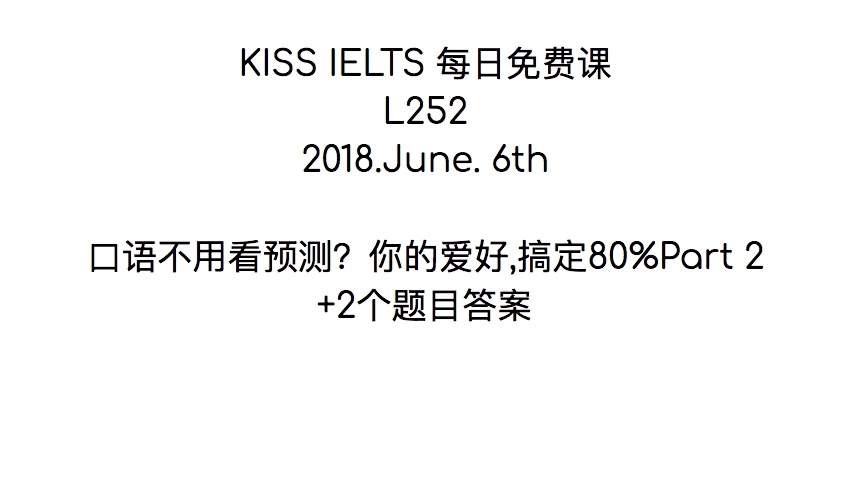 KISS IELTS 每日免费课
L252
2018.June. 6th
口语不用看预测？你的爱好,搞定80%Part 2
+2个题目答案